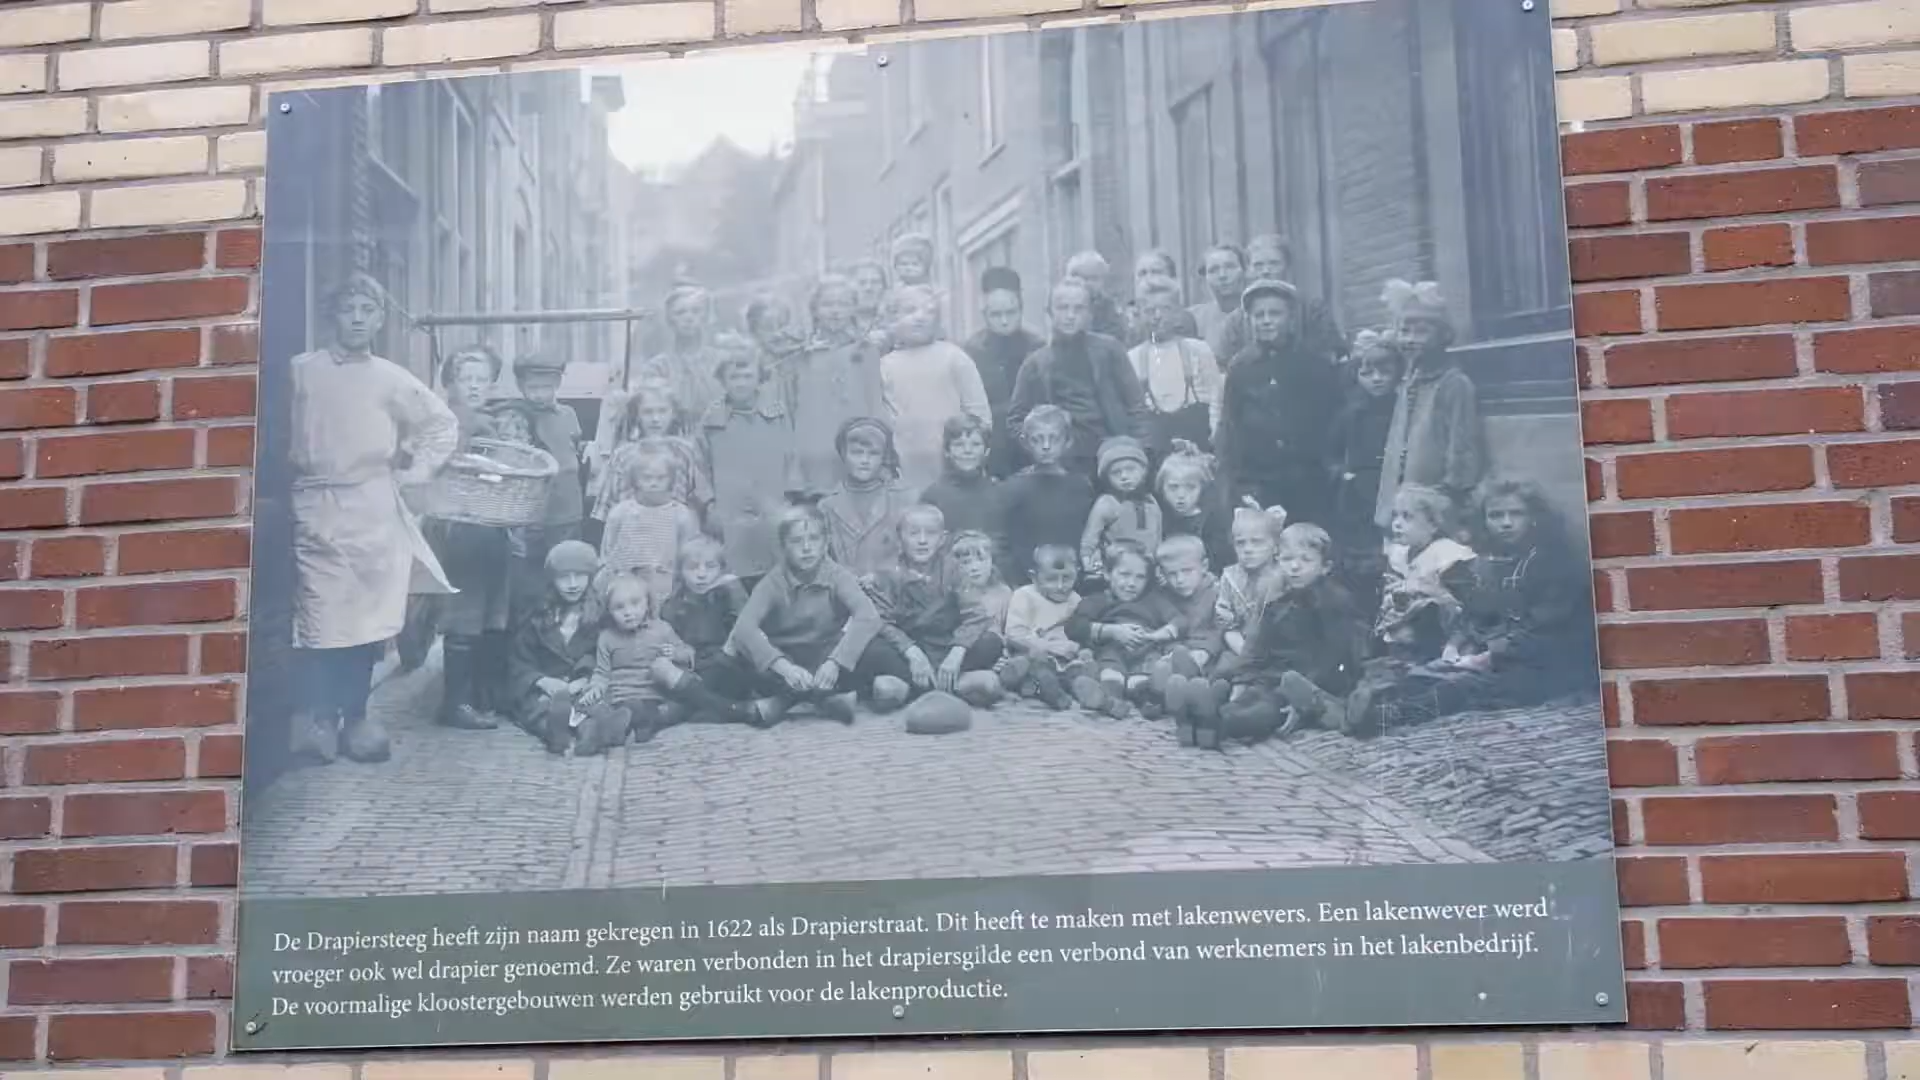 De Drapiersteeg heeft zijn naam gekregen in 1622 als Drapierstraat. Dit heeft te maken met lakenwevers. Een lakenwever werd
vroeger ook wel drapier genoemd. Ze waren verbonden in het drapiersgilde een verbond van werknemers in het lakenbedrijf.
De voormalige kloostergebouwen werden gebruikt voor de lakenproductie.